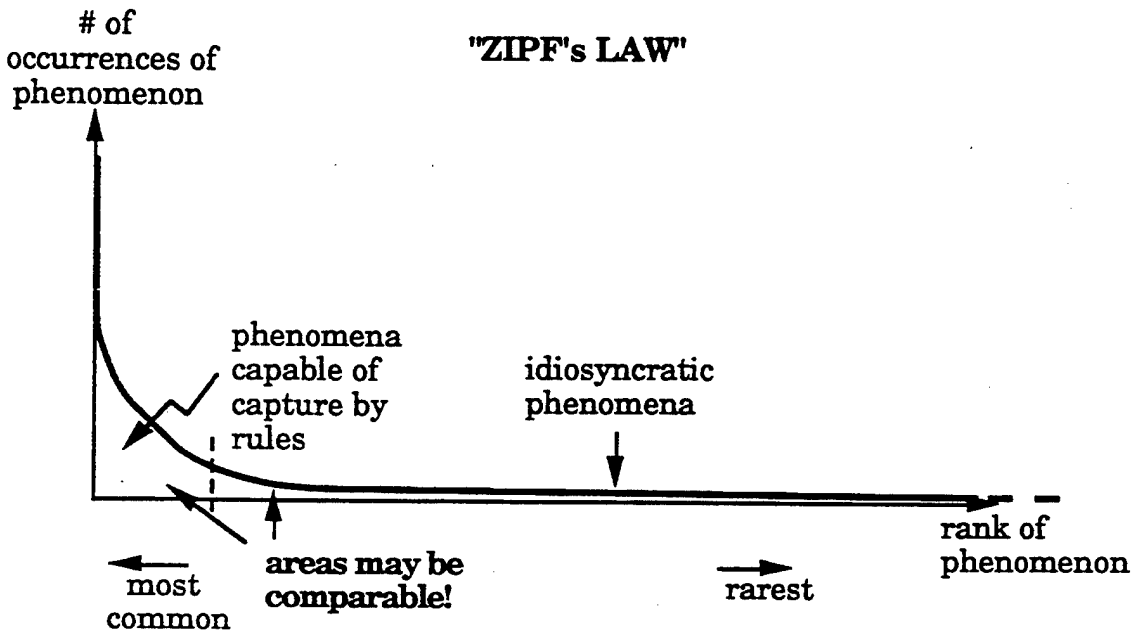 # of
occurrences of
phenomenon
"ZIPF's LAW"
phenomena
capable of
capture by
rules
idiosyncratic
phenomena
rank of
phenomenon
areas may be
comparable!
most
common
rarest